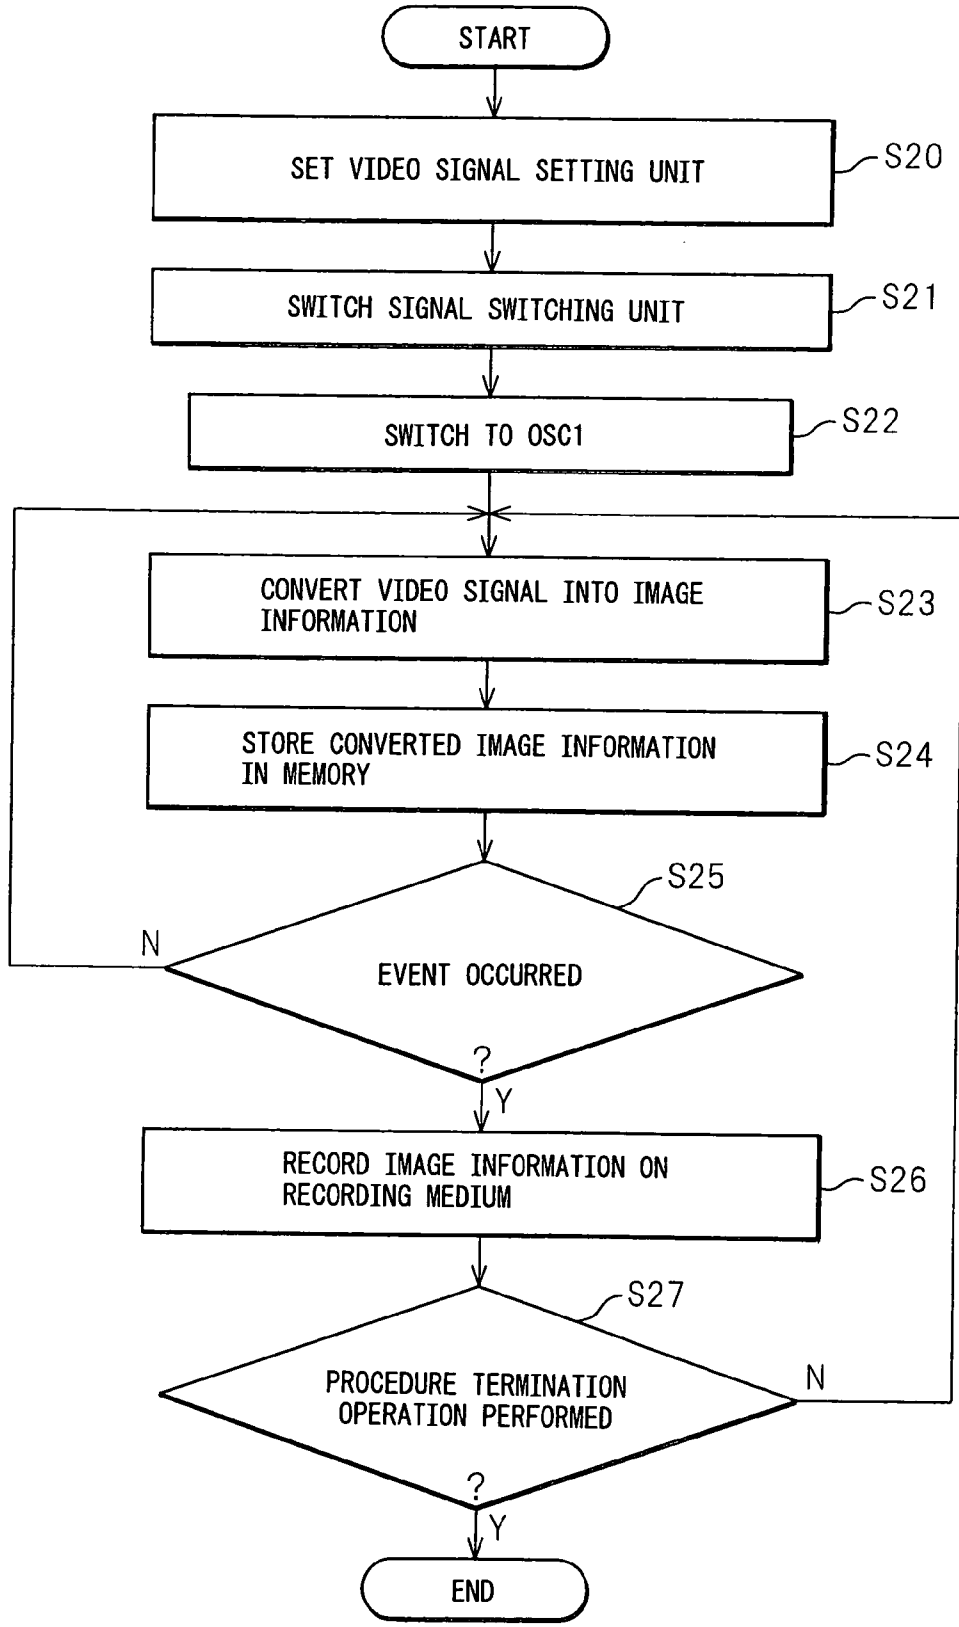 START
SET VIDEO SIGNAL SETTING UNIT
S20
SWITCH SIGNAL SWITCHING UNIT
S21
SWITCH TO OSC1
S22
CONVERT VIDEO SIGNAL INTO IMAGE
INFORMATION
S23
STORE CONVERTED IMAGE INFORMATION
IN MEMORY
S24
S25
N
EVENT OCCURRED
?
Y
RECORD IMAGE INFORMATION ON
RECORDING MEDIUM
S26
S27
PROCEDURE TERMINATION
OPERATION PERFORMED
N
?
Y
END